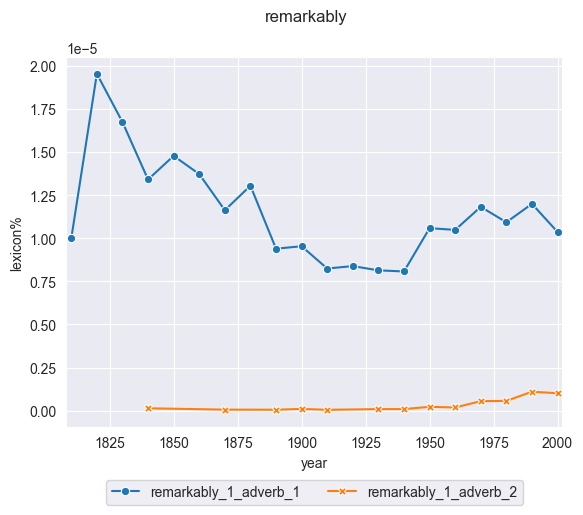 remarkably
1e−5
2.00
1.75
1.50
1.25
1.00
0.75
0.50
0.25
0.00
lexicon%
1825 1850 1875 1900 1925 1950 1975 2000
year
remarkably_1_adverb_1 remarkably_1_adverb_2